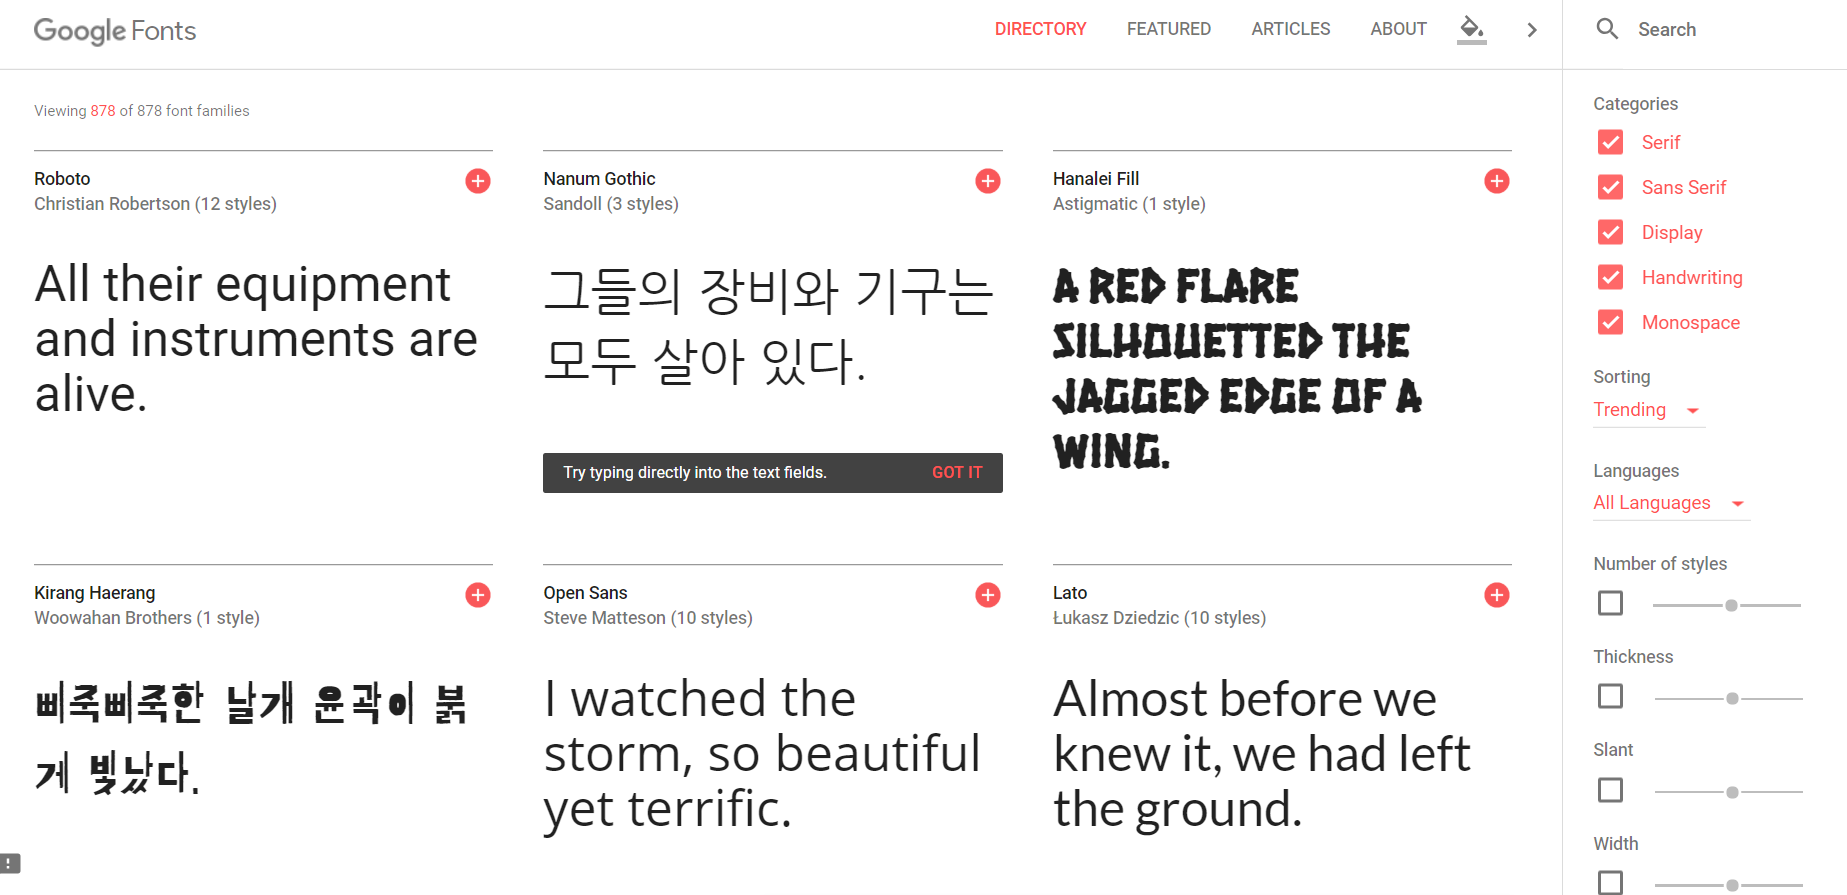 Google Fonts
DIRECTORY
FEATURED
ARTICLES
ABOUT
Search
Viewing 878 of 878 font families
Roboto
Christian Robertson (12 styles)
All their equipment
and instruments are
alive.
Nanum Gothic
Sandoll (3 styles)
그들의 장비와 기구는
모두 살아 있다.
Try typing directly into the text fields.
GOT IT
Hanalei Fill
Astigmatic (1 style)
A RED FLARE
SILHOUETTED THE
JAGGED EDGE OF A
WING.
Kirang Haerang
Woowahan Brothers (1 style)
삐죽삐죽한 날개 윤곽이 붉
게 빛났다.
Open Sans
Steve Matteson (10 styles)
I watched the
storm, so beautiful
yet terrific.
Lato
Łukasz Dziedzic (10 styles)
Almost before we
knew it, we had left
the ground.
Categories
Serif
Sans Serif
Display
Handwriting
Monospace
Sorting
Trending
Languages
All Languages
Number of styles
Thickness
Slant
Width